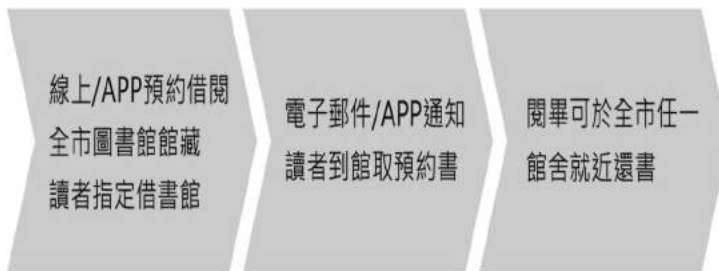 線上/APP預約借閱
全市圖書館館藏
讀者指定借書館
電子郵件/APP通知
讀者到館取預約書
閱畢可於全市任一
館舍就近還書